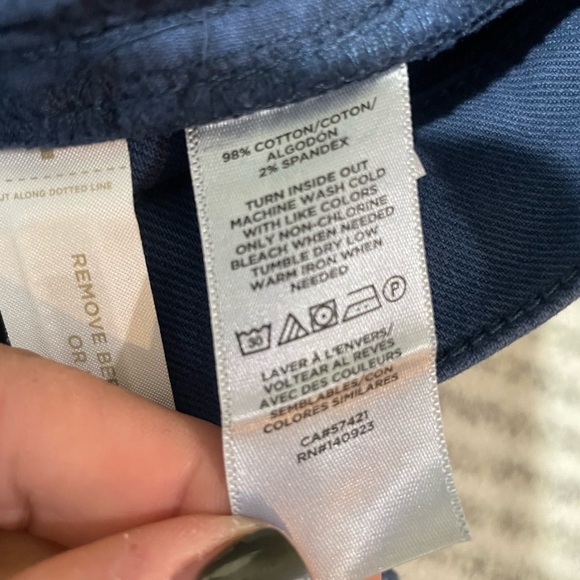 98% COTTON/COTON/
ALGODÓN
2% SPANDEX
TURN INSIDE OUT
MACHINE WASH COLD
WITH LIKE COLORS
ONLY NON-CHLORINE
BLEACH WHEN NEEDED
TUMBLE DRY LOW
WARM IRON WHEN
NEEDED
30
P
LAVER À L'ENVERS/
VOLTEAR AL REVÉS
AVEC DES COULEURS
SEMBLABLES/CON
COLORES SIMILARES
CA#57421
RN#140923
UT ALONG DOTTED LINE
REMOVE BEF
OR